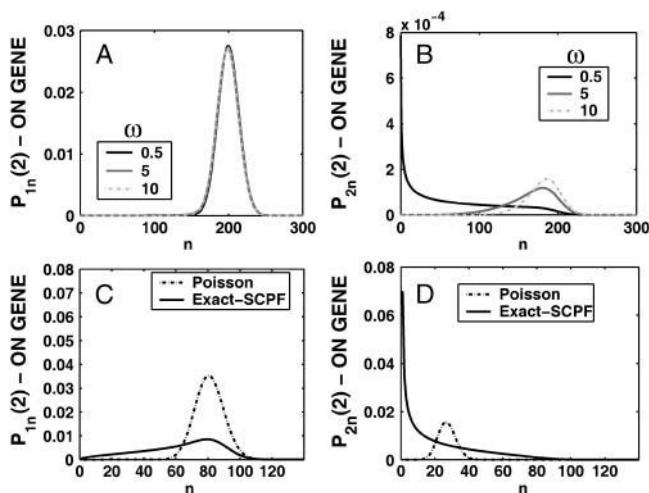 A
P1n(2) – ON GENE
0.03
0.02
0.01
0
ω
0.5
5
10
0 100 200 300
n
B
x 10⁻⁴
P2n(2) – ON GENE
8
6
4
2
0
ω
0.5
5
10
0 100 200 300
n
C
P1n(2) – ON GENE
0.08
0.07
0.06
0.05
0.04
0.03
0.02
0.01
0
Poisson
Exact–SCPF
0 20 40 60 80 100 120
n
D
P2n(2) – ON GENE
0.08
0.06
0.04
0.02
0
Poisson
Exact–SCPF
0 20 40 60 80 100 120
n